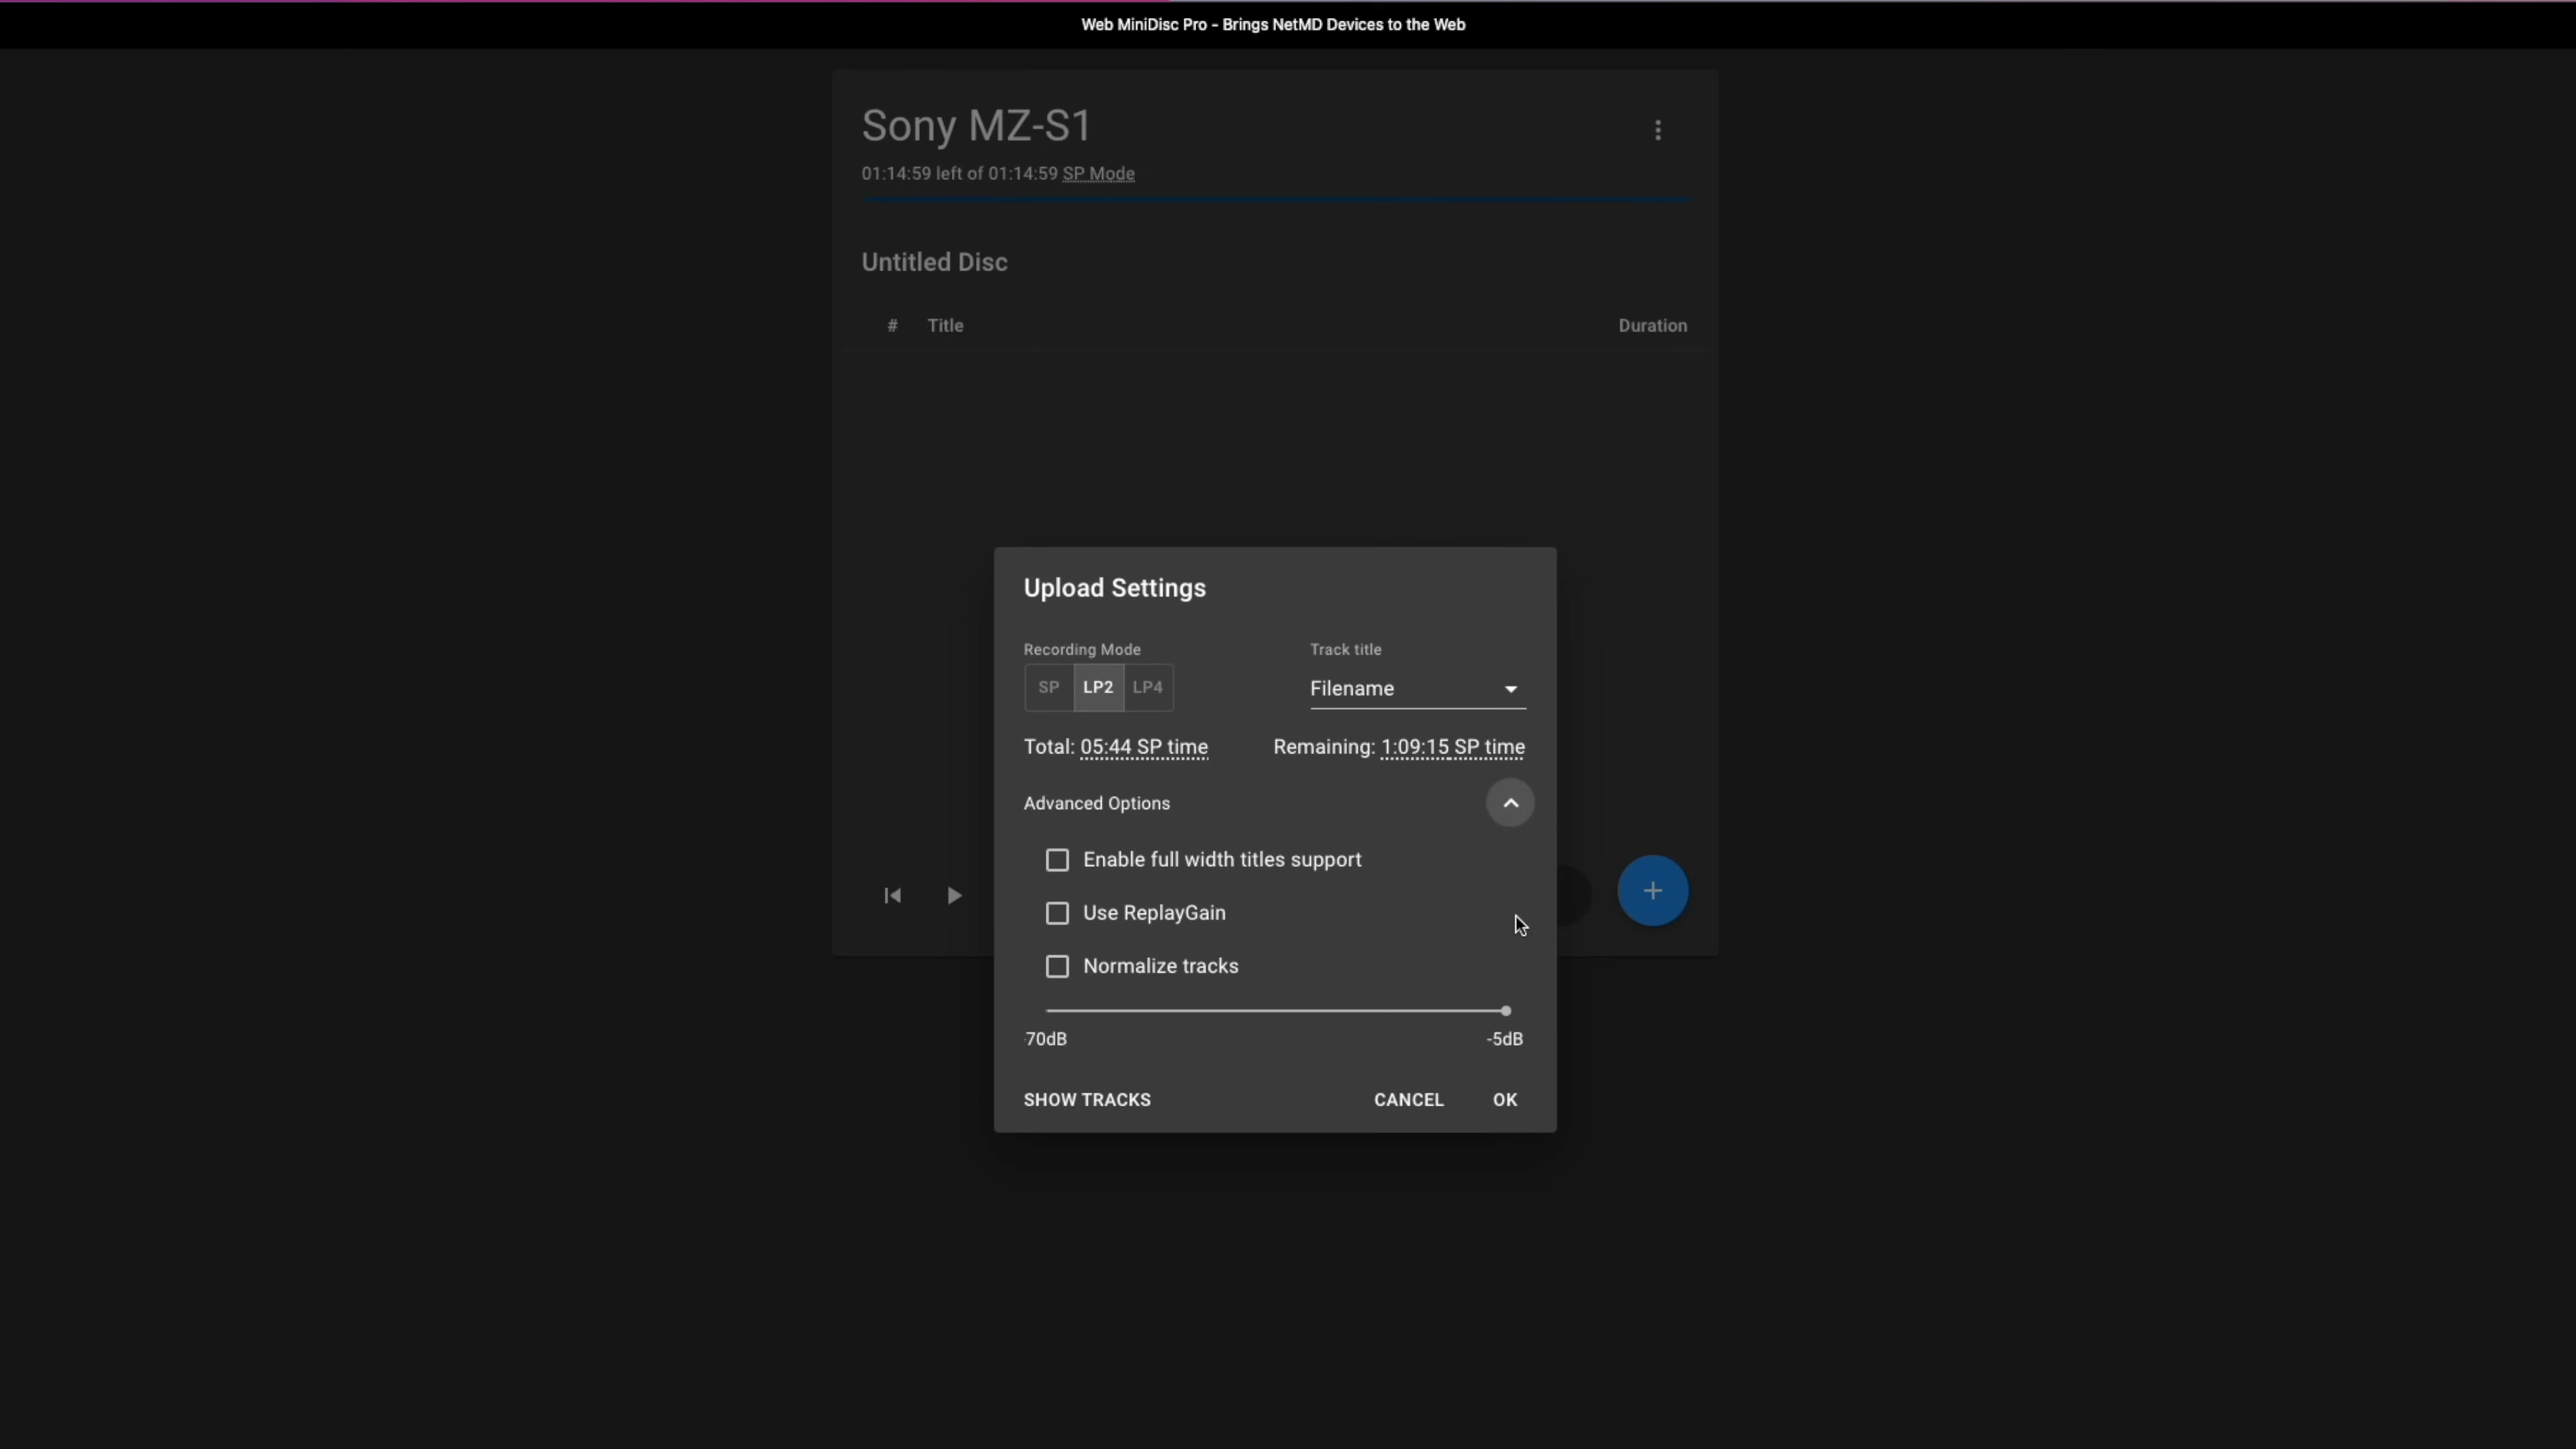 Web MiniDisc Pro - Brings NetMD Devices to the Web
Sony MZ-S1
01:14:59 left of 01:14:59 SP Mode
Untitled Disc
# Title Duration
Upload Settings
Recording Mode Track title
SP LP2 LP4 Filename
Total: 05:44 SP time Remaining: 1:09:15 SP time
Advanced Options
Enable full width titles support
Use ReplayGain
Normalize tracks
-70dB -5dB
SHOW TRACKS CANCEL OK